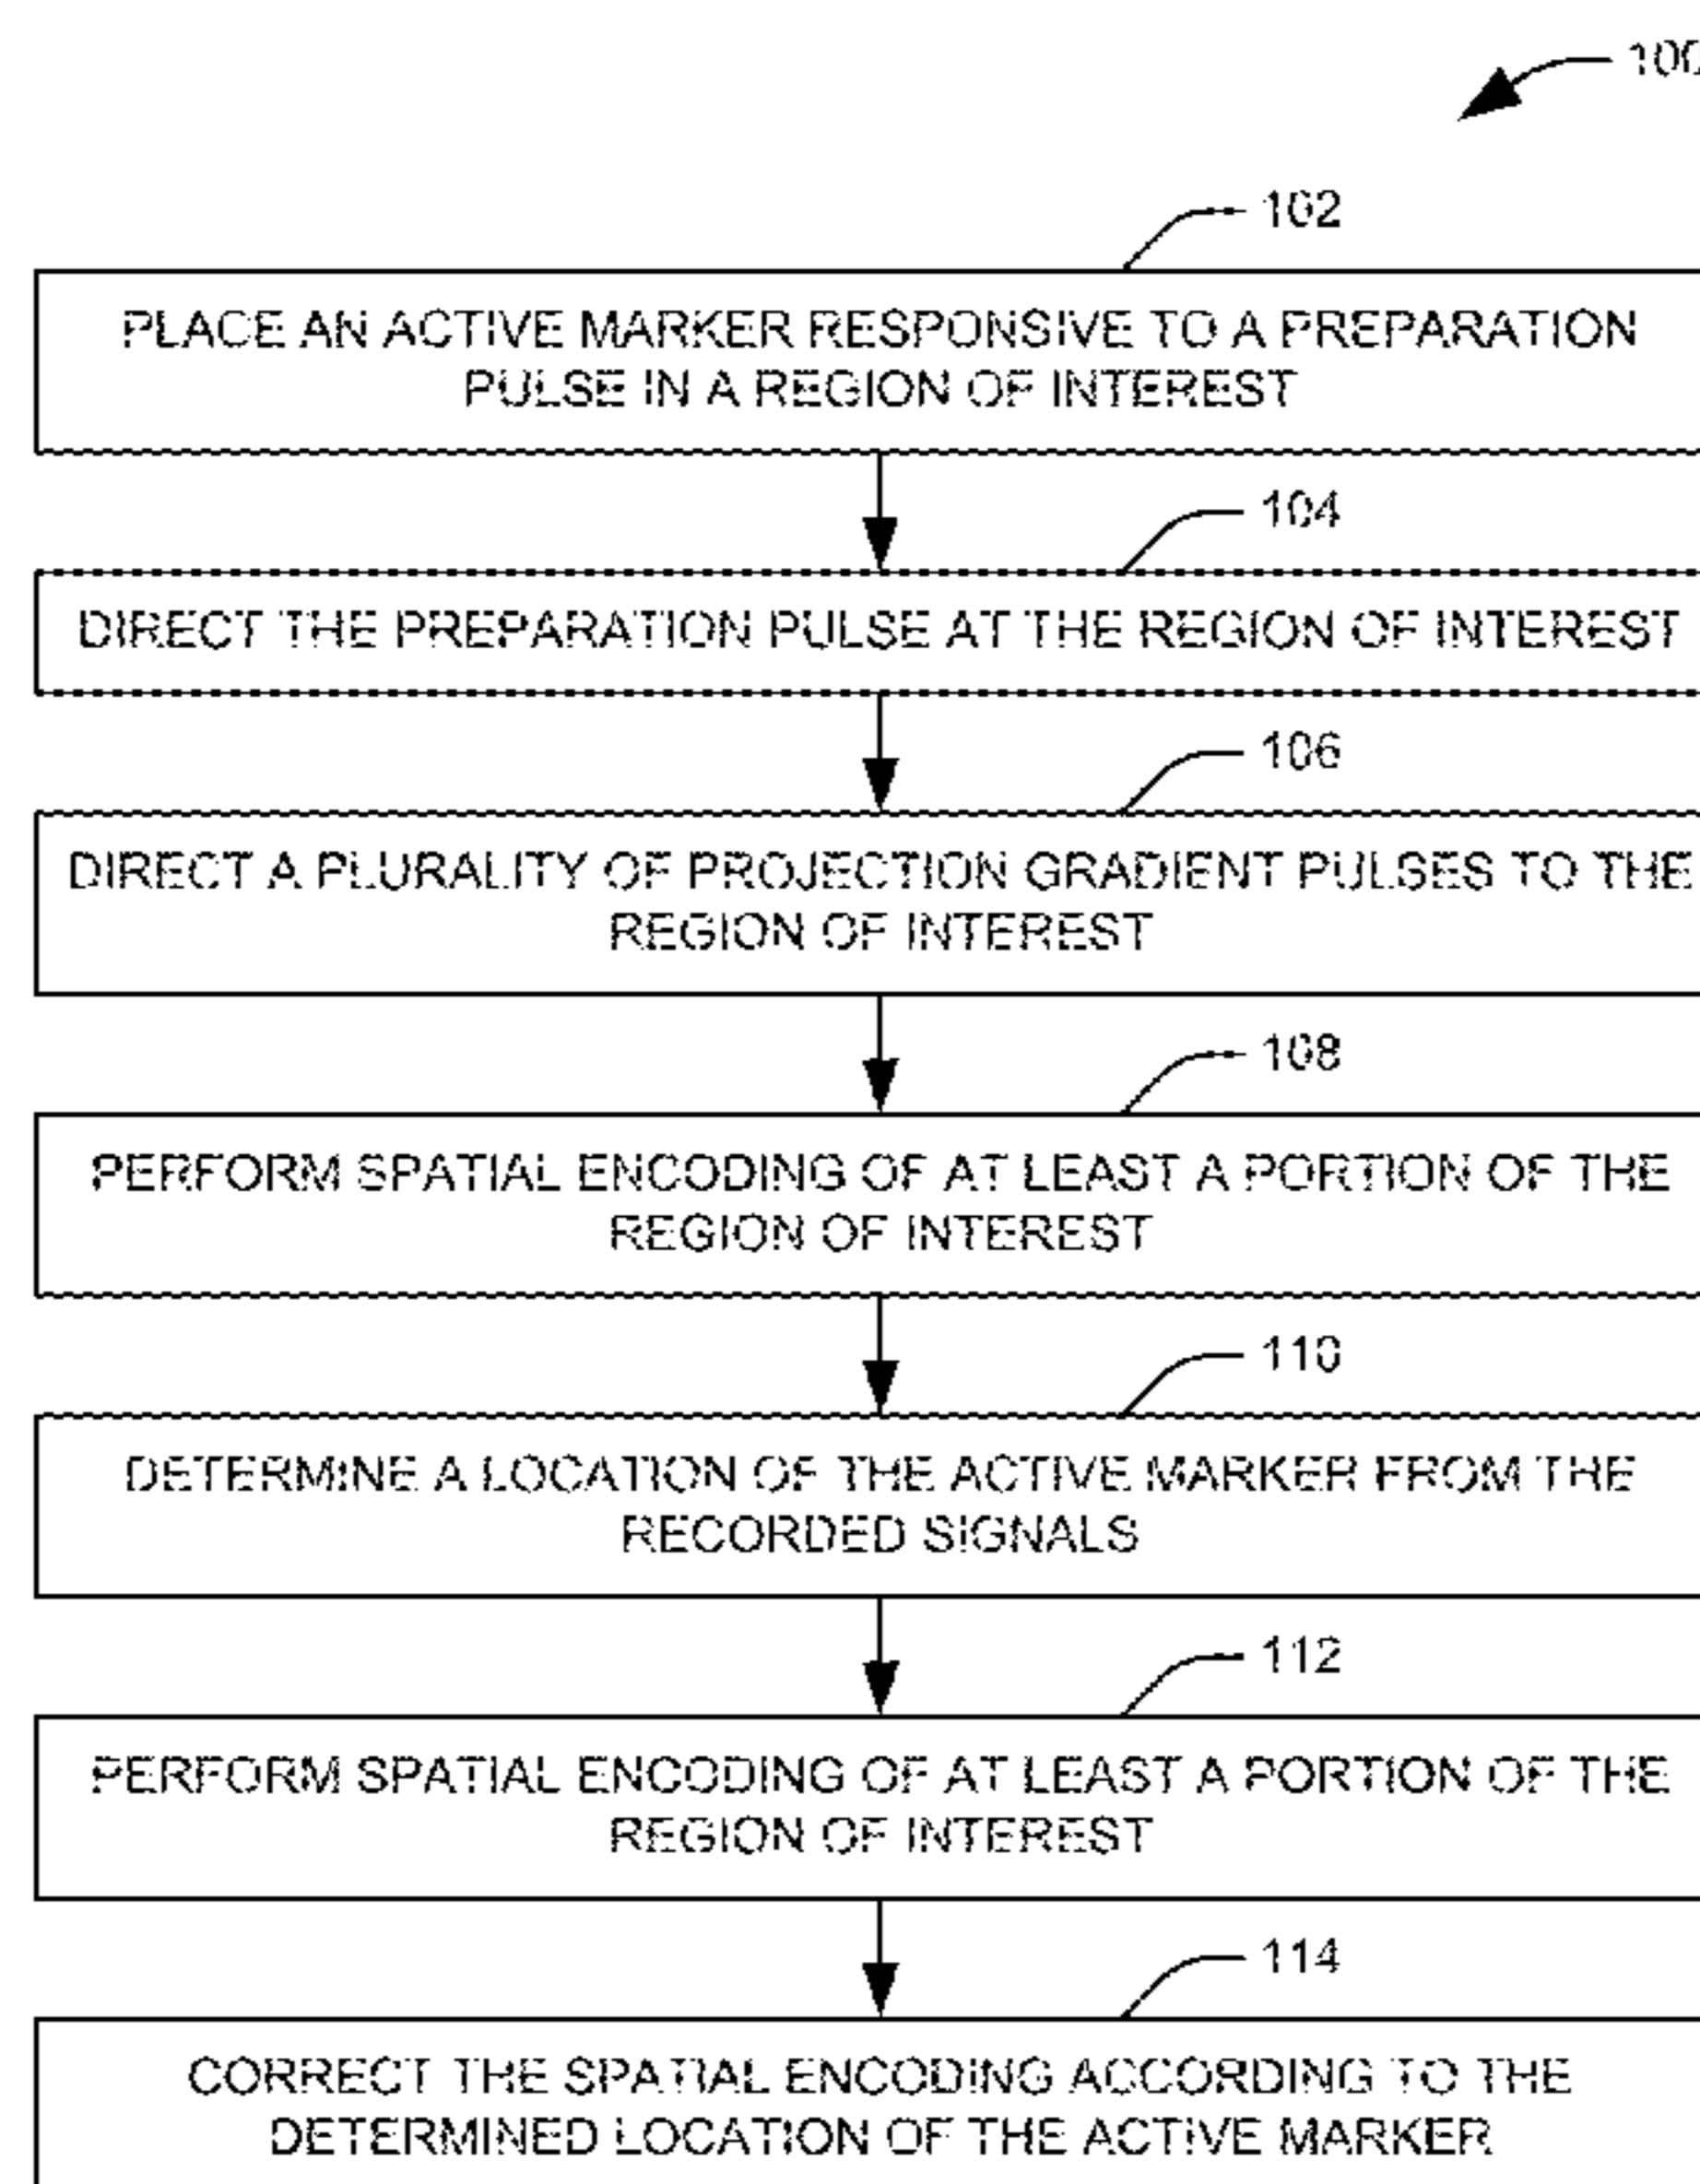 100
102
PLACE AN ACTIVE MARKER RESPONSIVE TO A PREPARATION
PULSE IN A REGION OF INTEREST
104
DIRECT THE PREPARATION PULSE AT THE REGION OF INTEREST
106
DIRECT A PLURALITY OF PROJECTION GRADIENT PULSES TO THE
REGION OF INTEREST
108
PERFORM SPATIAL ENCODING OF AT LEAST A PORTION OF THE
REGION OF INTEREST
110
DETERMINE A LOCATION OF THE ACTIVE MARKER FROM THE
RECORDED SIGNALS
112
PERFORM SPATIAL ENCODING OF AT LEAST A PORTION OF THE
REGION OF INTEREST
114
CORRECT THE SPATIAL ENCODING ACCORDING TO THE
DETERMINED LOCATION OF THE ACTIVE MARKER